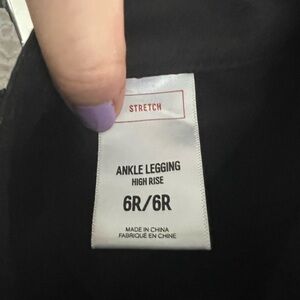 STRETCH
ANKLE LEGGING
HIGH RISE
6R/6R
MADE IN CHINA
FABRIQUÉ EN CHINE